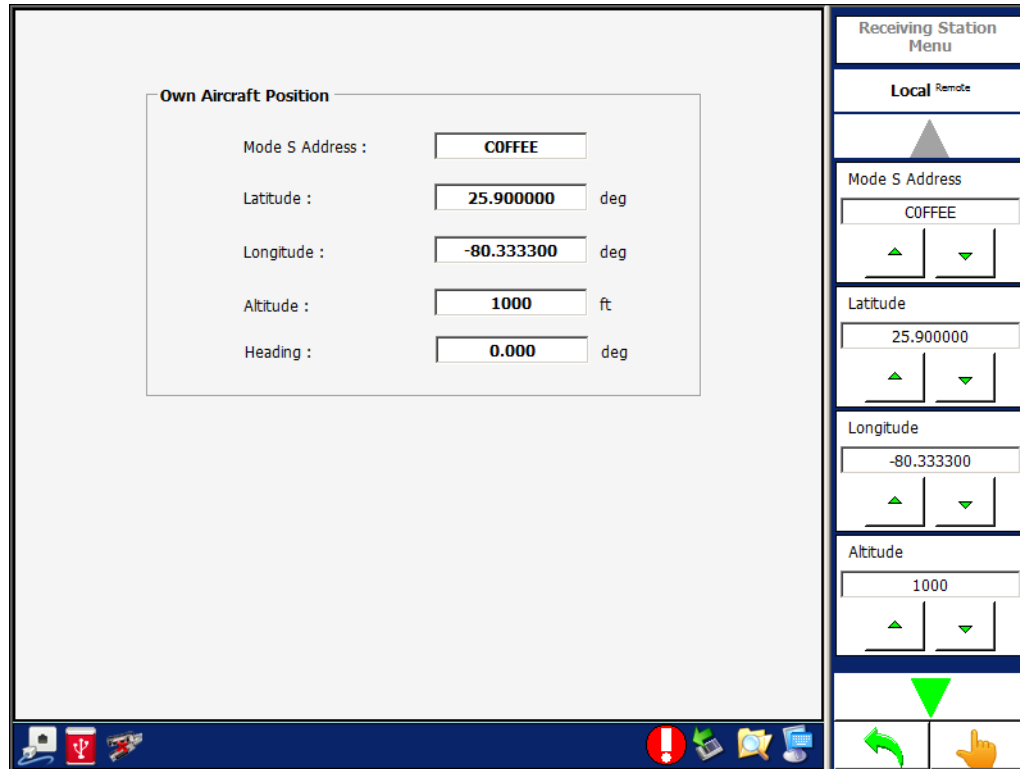 Own Aircraft Position
Mode S Address : C0FFEE
Latitude : 25.900000 deg
Longitude : -80.333300 deg
Altitude : 1000 ft
Heading : 0.000 deg
Receiving Station
Menu
Local Remote
Mode S Address
C0FFEE
Latitude
25.900000
Longitude
-80.333300
Altitude
1000